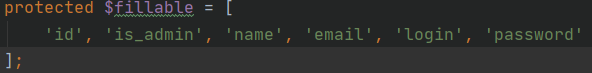 protected $fillable = [
    'id', 'is_admin', 'name', 'email', 'login', 'password'
];